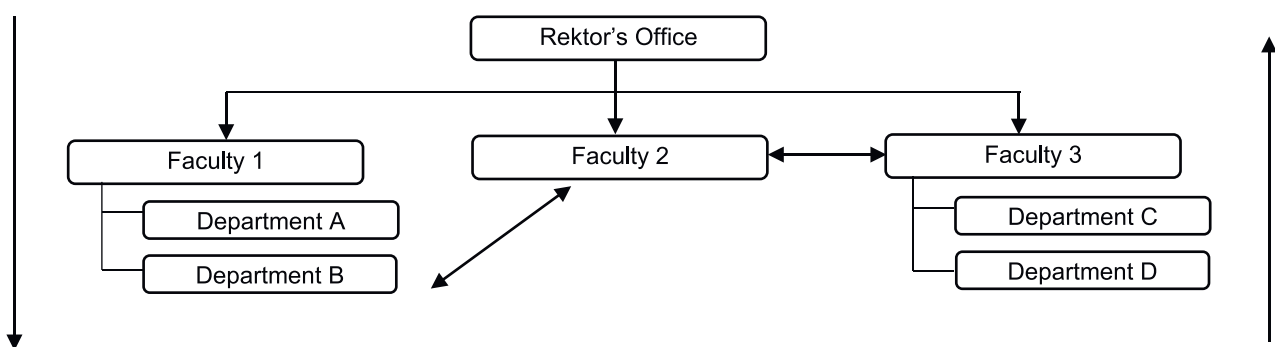 Rektor’s Office
Faculty 1
Faculty 2
Faculty 3
Department A
Department C
Department B
Department D